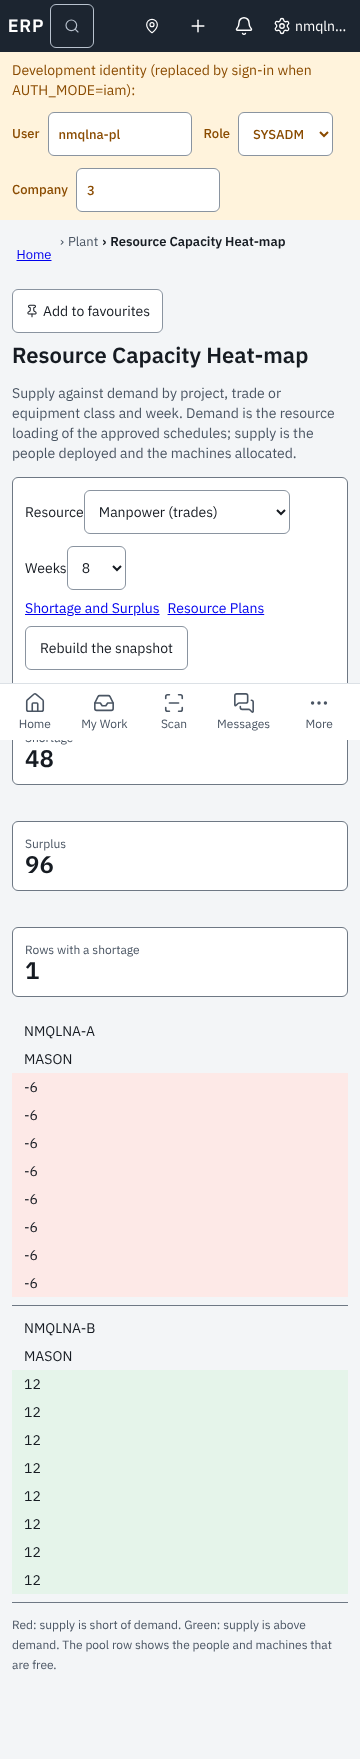 ERP
nmqln...
Development identity (replaced by sign-in when
AUTH_MODE=iam):
User nmqlna-pl Role SYSADM
Company 3
Home › Plant › Resource Capacity Heat-map
Add to favourites
Resource Capacity Heat-map
Supply against demand by project, trade or
equipment class and week. Demand is the resource
loading of the approved schedules; supply is the
people deployed and the machines allocated.
Resource Manpower (trades)
Weeks 8
Shortage and Surplus Resource Plans
Rebuild the snapshot
Home My Work Scan Messages More
Shortage
48
Surplus
96
Rows with a shortage
1
NMQLNA-A
MASON
-6
-6
-6
-6
-6
-6
-6
-6
NMQLNA-B
MASON
12
12
12
12
12
12
12
12
Red: supply is short of demand. Green: supply is above
demand. The pool row shows the people and machines that
are free.